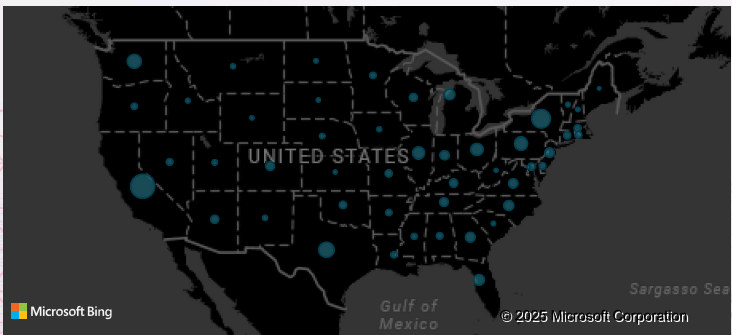 UNITED STATES
Sargasso Sea
Gulf of
Mexico
Microsoft Bing
© 2025 Microsoft Corporation